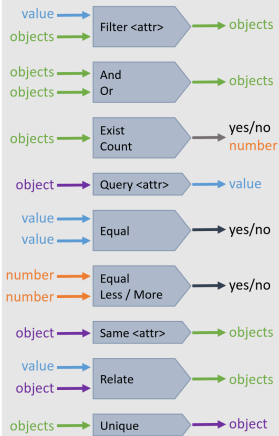 value
objects
Filter <attr>
objects
objects
objects
And
Or
objects
objects
Exist
Count
yes/no
number
object
Query <attr>
value
value
value
Equal
yes/no
number
number
Equal
Less / More
yes/no
object
Same <attr>
objects
value
object
Relate
objects
objects
Unique
object